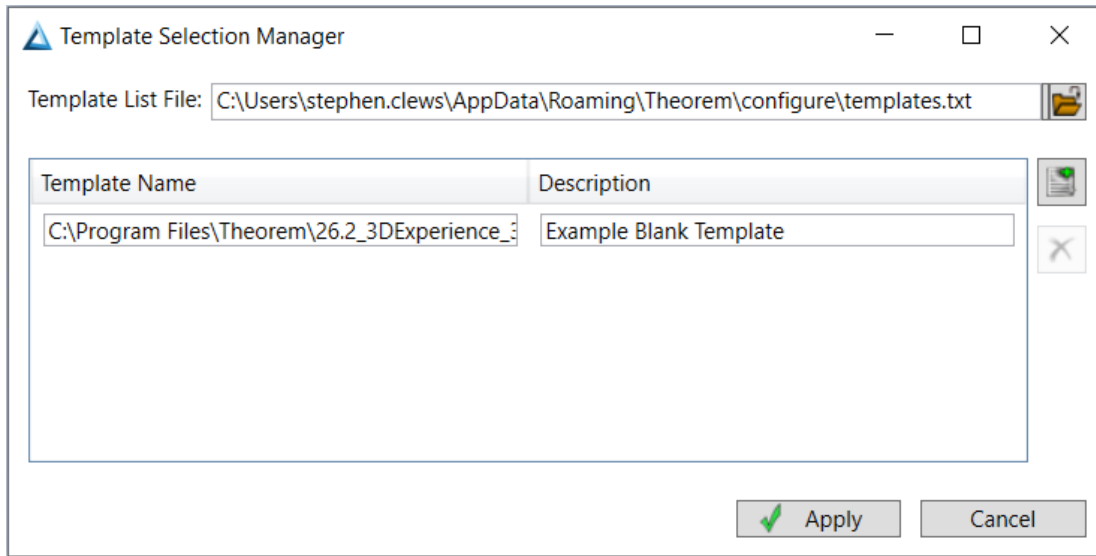 Template Selection Manager
Template List File: C:\Users\stephen.clews\AppData\Roaming\Theorem\configure\templates.txt
Template Name Description
C:\Program Files\Theorem\26.2_3DExperience_3 Example Blank Template
Apply Cancel